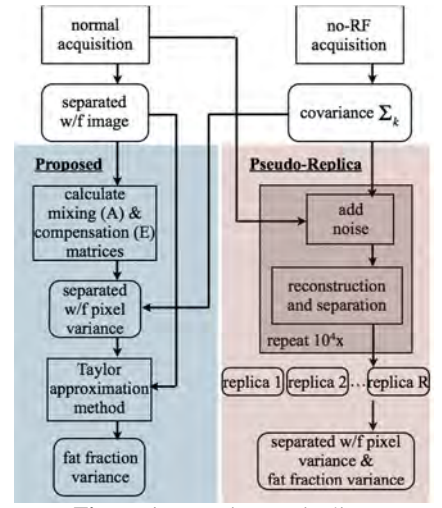 normal
acquisition
no-RF
acquisition
separated
w/f image
covariance Σk
Proposed
calculate
mixing (A) &
compensation (E)
matrices
separated
w/f pixel
variance
Taylor
approximation
method
fat fraction
variance
Pseudo-Replica
add
noise
reconstruction
and separation
repeat 10⁴x
replica 1
replica 2
...
replica R
separated w/f pixel
variance &
fat fraction variance